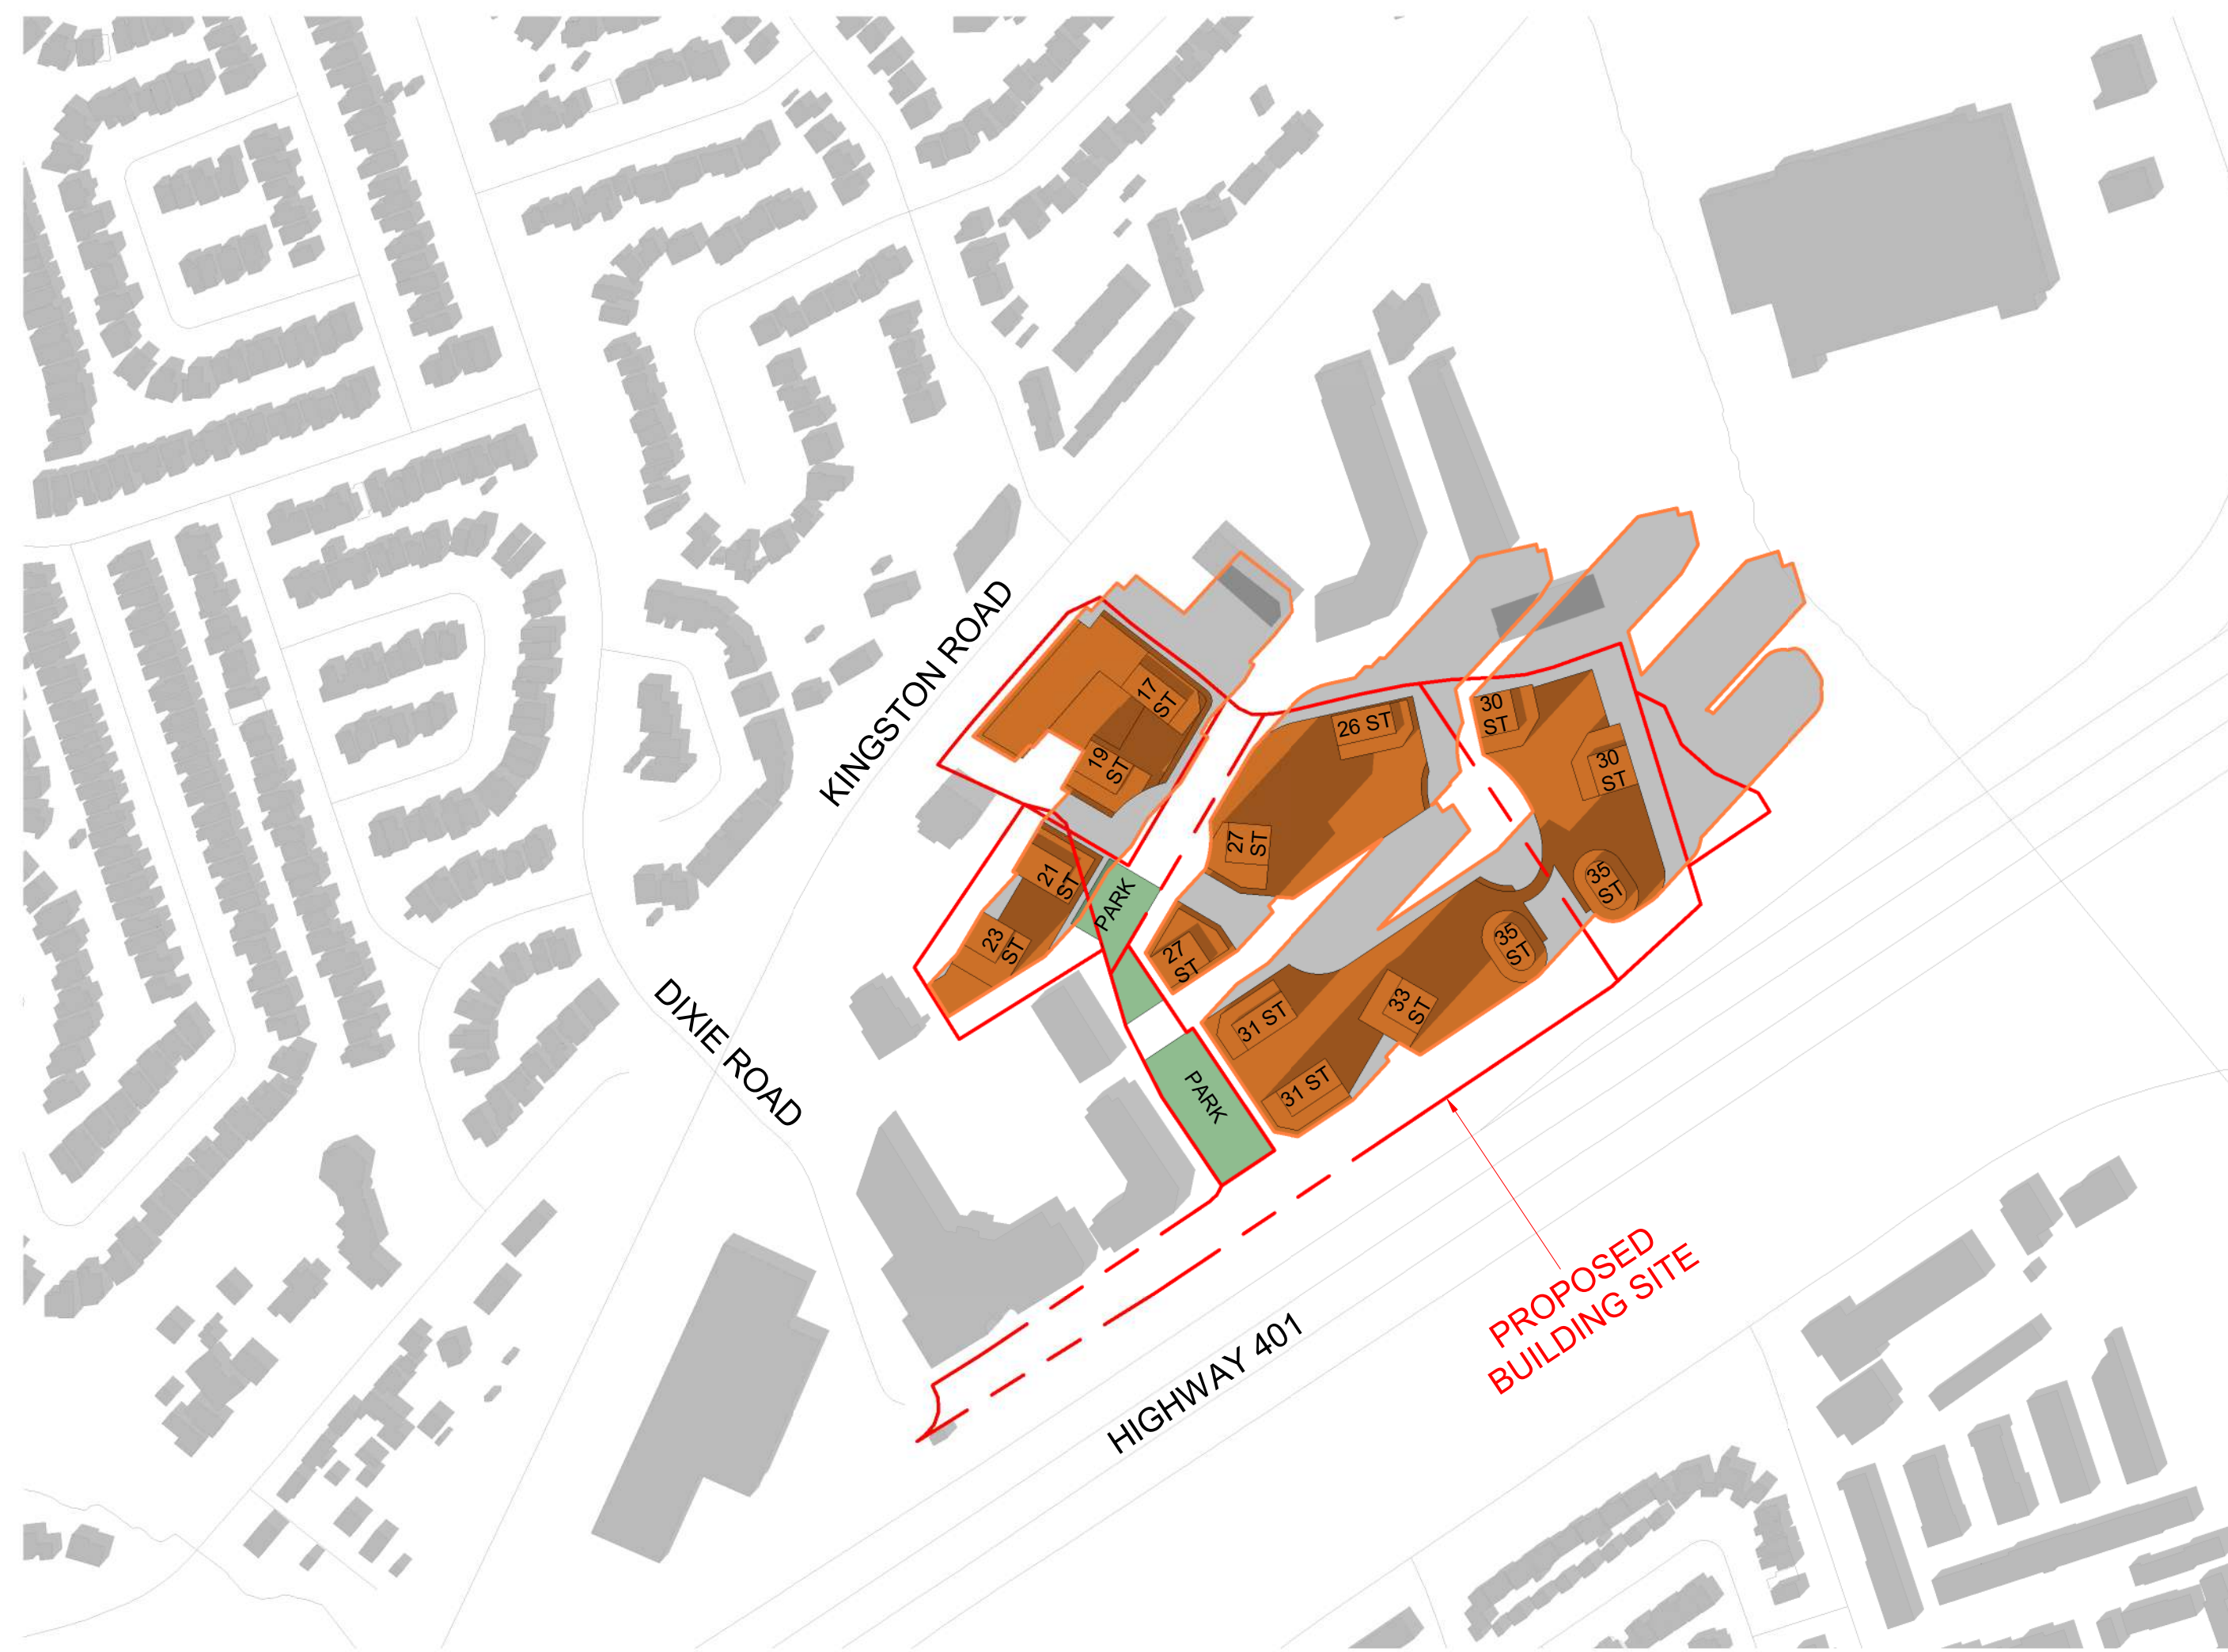 KINGSTON ROAD
DIXIE ROAD
HIGHWAY 401
PROPOSED
BUILDING SITE
17
ST
19
ST
21
ST
23
ST
PARK
PARK
26 ST
27
ST
27
ST
30
ST
30
ST
35
ST
35
ST
33
ST
31 ST
31 ST